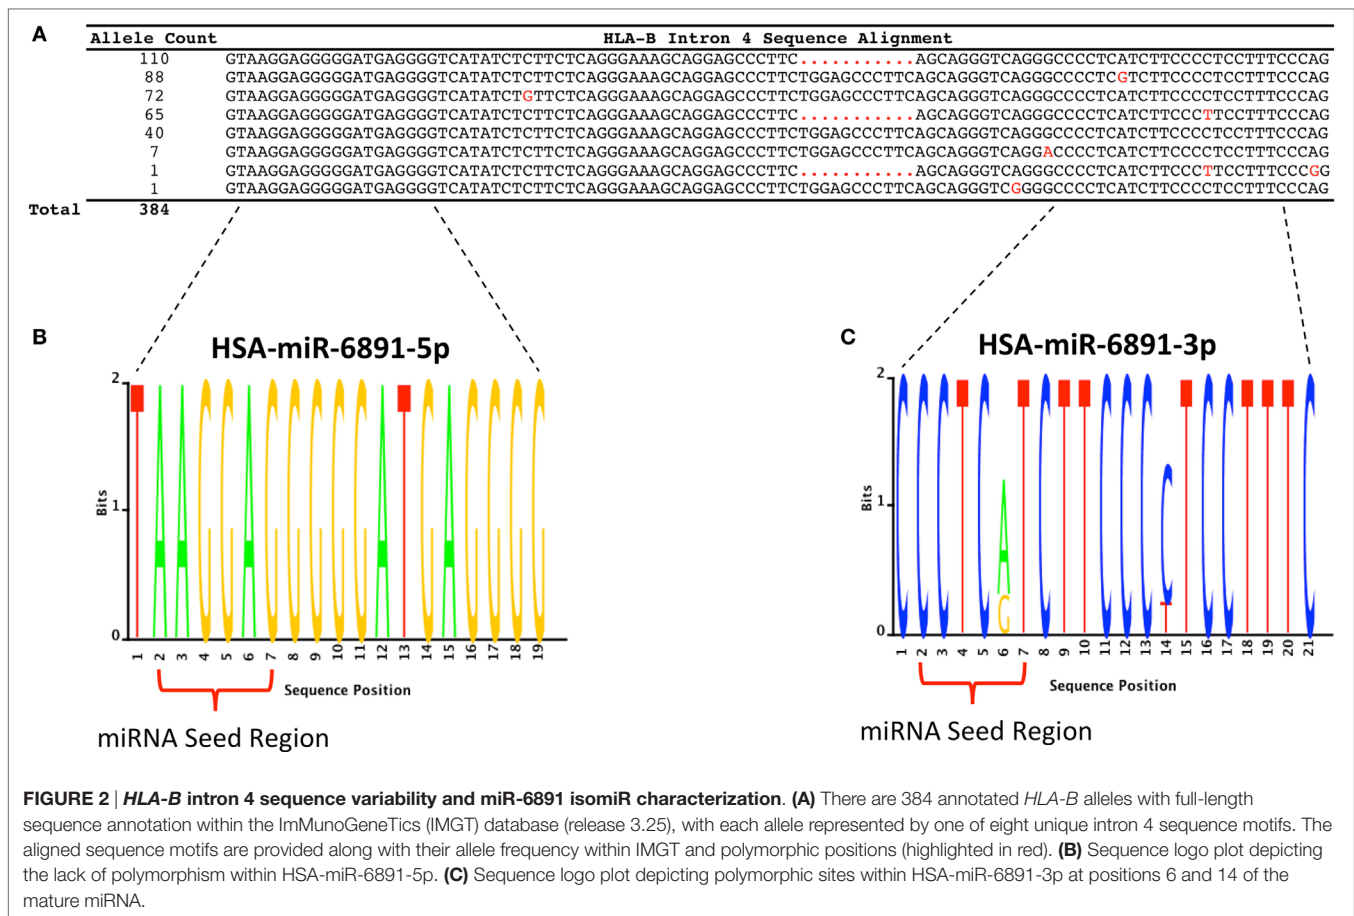 A
Allele Count HLA-B Intron 4 Sequence Alignment
110 GTAAGGAGGGGGATGAGGGGTCATATCTCTTCTCAGGGAAAGCAGGAGCCCTTC...........AGCAGGGTCAGGGCCCCTCATCTTCCCCTCCTTTCCCAG
88 GTAAGGAGGGGGATGAGGGGTCATATCTCTTCTCAGGGAAAGCAGGAGCCCTTCTGGAGCCCTTCAGCAGGGTCAGGGCCCCTCGTCTTCCCCTCCTTTCCCAG
72 GTAAGGAGGGGGATGAGGGGTCATATCTGTTCTCAGGGAAAGCAGGAGCCCTTCTGGAGCCCTTCAGCAGGGTCAGGGCCCCTCATCTTCCCCTCCTTTCCCAG
65 GTAAGGAGGGGGATGAGGGGTCATATCTCTTCTCAGGGAAAGCAGGAGCCCTTC...........AGCAGGGTCAGGGCCCCTCATCTTCCCTTCCTTTCCCAG
40 GTAAGGAGGGGGATGAGGGGTCATATCTCTTCTCAGGGAAAGCAGGAGCCCTTCTGGAGCCCTTCAGCAGGGTCAGGGCCCCTCATCTTCCCCTCCTTTCCCAG
7 GTAAGGAGGGGGATGAGGGGTCATATCTCTTCTCAGGGAAAGCAGGAGCCCTTCTGGAGCCCTTCAGCAGGGTCAGGACCCCTCATCTTCCCCTCCTTTCCCAG
1 GTAAGGAGGGGGATGAGGGGTCATATCTCTTCTCAGGGAAAGCAGGAGCCCTTC...........AGCAGGGTCAGGGCCCCTCATCTTCCCTTCCTTTCCCGG
1 GTAAGGAGGGGGATGAGGGGTCATATCTCTTCTCAGGGAAAGCAGGAGCCCTTCTGGAGCCCTTCAGCAGGGTCGGGGCCCCTCATCTTCCCCTCCTTTCCCAG
Total 384
B
HSA-miR-6891-5p
2
1
0
Bits
TAAGGAGGGGGATGAGGGG
1 2 3 4 5 6 7 8 9 10 11 12 13 14 15 16 17 18 19
Sequence Position
miRNA Seed Region
C
HSA-miR-6891-3p
2
1
0
Bits
CCCTCATCTTCCCCTCCTTTC
G T
1 2 3 4 5 6 7 8 9 10 11 12 13 14 15 16 17 18 19 20 21
Sequence Position
miRNA Seed Region
FIGURE 2 | HLA-B intron 4 sequence variability and miR-6891 isomiR characterization. (A) There are 384 annotated HLA-B alleles with full-length
sequence annotation within the ImMunoGeneTics (IMGT) database (release 3.25), with each allele represented by one of eight unique intron 4 sequence motifs. The
aligned sequence motifs are provided along with their allele frequency within IMGT and polymorphic positions (highlighted in red). (B) Sequence logo plot depicting
the lack of polymorphism within HSA-miR-6891-5p. (C) Sequence logo plot depicting polymorphic sites within HSA-miR-6891-3p at positions 6 and 14 of the
mature miRNA.